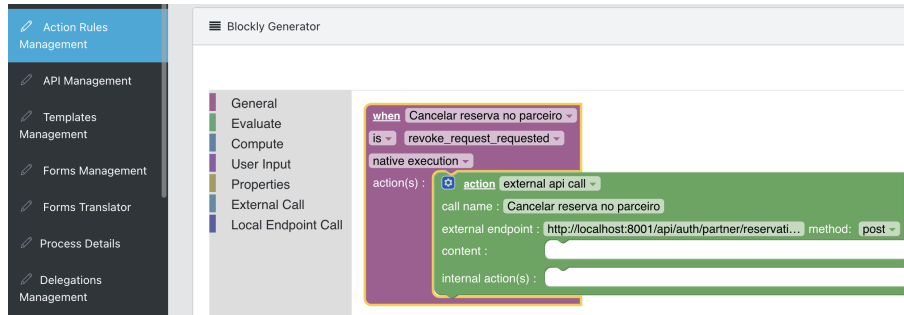 Action Rules
Management
API Management
Templates
Management
Forms Management
Forms Translator
Process Details
Delegations
Management
Blockly Generator
General
Evaluate
Compute
User Input
Properties
External Call
Local Endpoint Call
when Cancelar reserva no parceiro
is revoke_request_requested
native execution
action(s) :
action external api call
call name : Cancelar reserva no parceiro
external endpoint : http://localhost:8001/api/auth/partner/reservati... method: post
content :
internal action(s) :